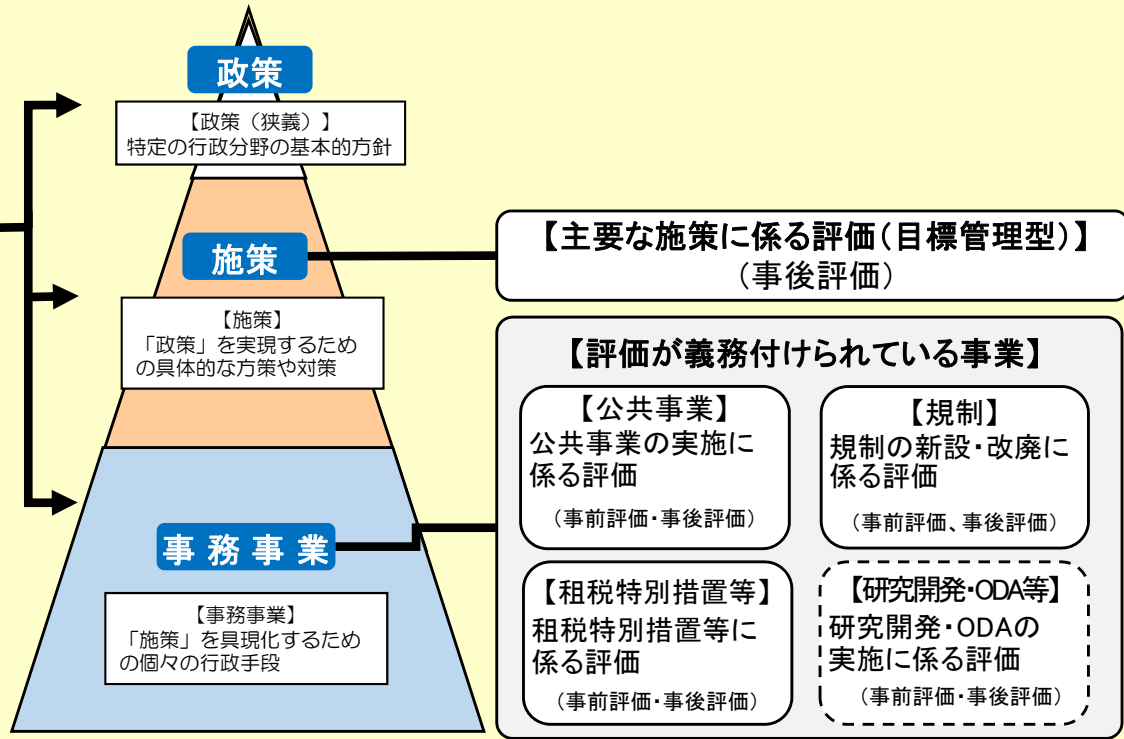 政策
【政策（狭義）】
特定の行政分野の基本的方針
施策
【施策】
「政策」を実現するため
の具体的な方策や対策
事務事業
【事務事業】
「施策」を具現化するため
の個々の行政手段
【主要な施策に係る評価(目標管理型)】
(事後評価)
【評価が義務付けられている事業】
【公共事業】
公共事業の実施に
係る評価
(事前評価・事後評価)
【規制】
規制の新設・改廃に
係る評価
(事前評価、事後評価)
【租税特別措置等】
租税特別措置等に
係る評価
(事前評価・事後評価)
【研究開発・ODA等】
研究開発・ODAの
実施に係る評価
(事前評価・事後評価)